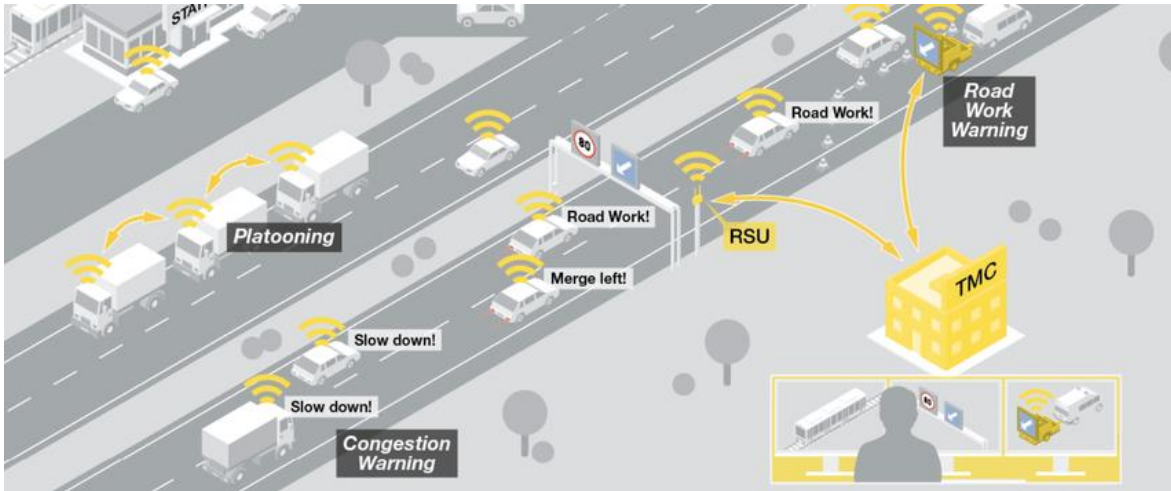 STATI
80
Road Work!
Road
Work
Warning
Platooning
Road Work!
RSU
Merge left!
TMC
Slow down!
Slow down!
Congestion
Warning
80